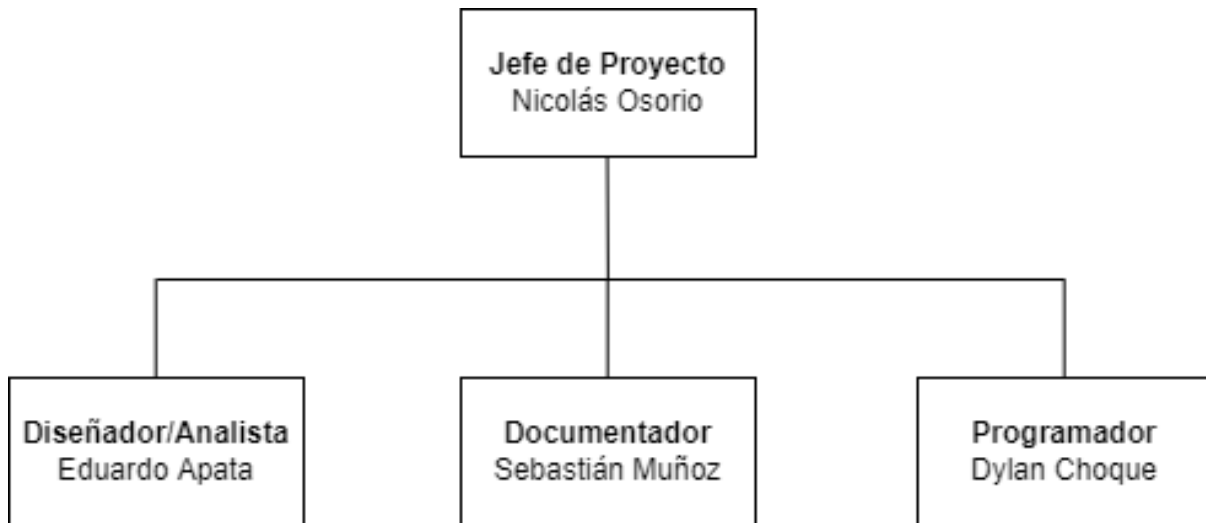 Jefe de Proyecto
Nicolás Osorio
Diseñador/Analista
Eduardo Apata
Documentador
Sebastián Muñoz
Programador
Dylan Choque